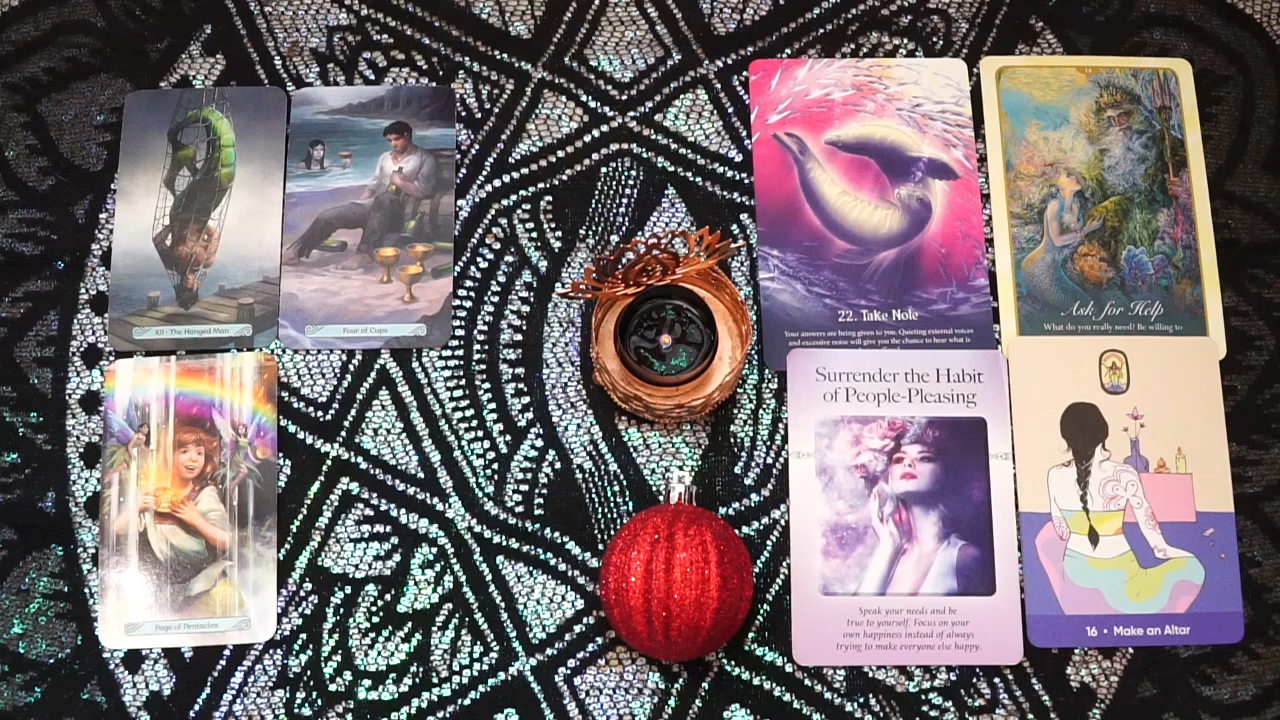 XII - The Hanged Man
Four of Cups
Page of Pentacles
22. Take Note
Your answers are being given to you. Quieting external voices
and excessive noise will give you the chance to hear what is
Ask for Help
What do you really need? Be willing to
Surrender the Habit
of People-Pleasing
Speak your needs and be
true to yourself. Focus on your
own happiness instead of always
trying to make everyone else happy.
16 • Make an Altar